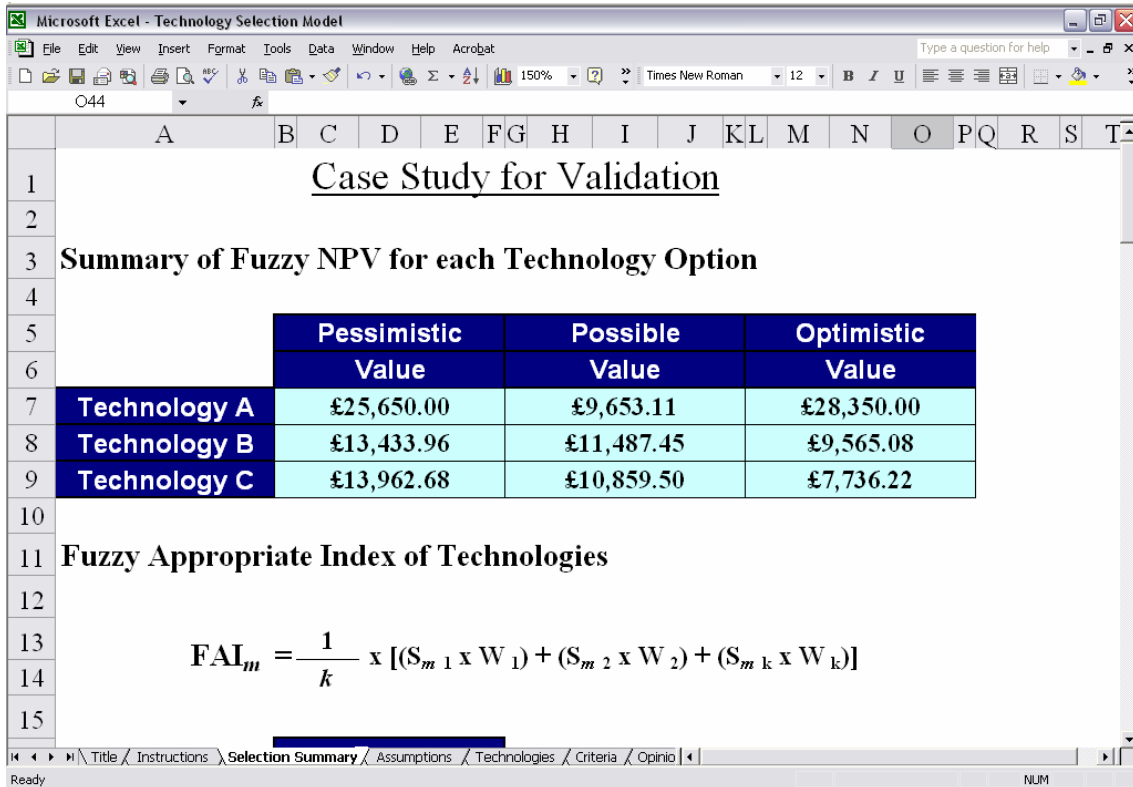 Microsoft Excel - Technology Selection Model
File Edit View Insert Format Tools Data Window Help Acrobat Type a question for help
150% Times New Roman 12 B I U
O44 fx
A B C D E F G H I J K L M N O P Q R S T
1 Case Study for Validation
2
3 Summary of Fuzzy NPV for each Technology Option
4
5 Pessimistic Possible Optimistic
6 Value Value Value
7 Technology A £25,650.00 £9,653.11 £28,350.00
8 Technology B £13,433.96 £11,487.45 £9,565.08
9 Technology C £13,962.68 £10,859.50 £7,736.22
10
11 Fuzzy Appropriate Index of Technologies
12
13 FAIm = 1 x [(Sm 1 x W 1) + (Sm 2 x W 2) + (Sm k x W k)]
14 k
15
Title Instructions Selection Summary Assumptions Technologies Criteria Opinio
Ready NUM